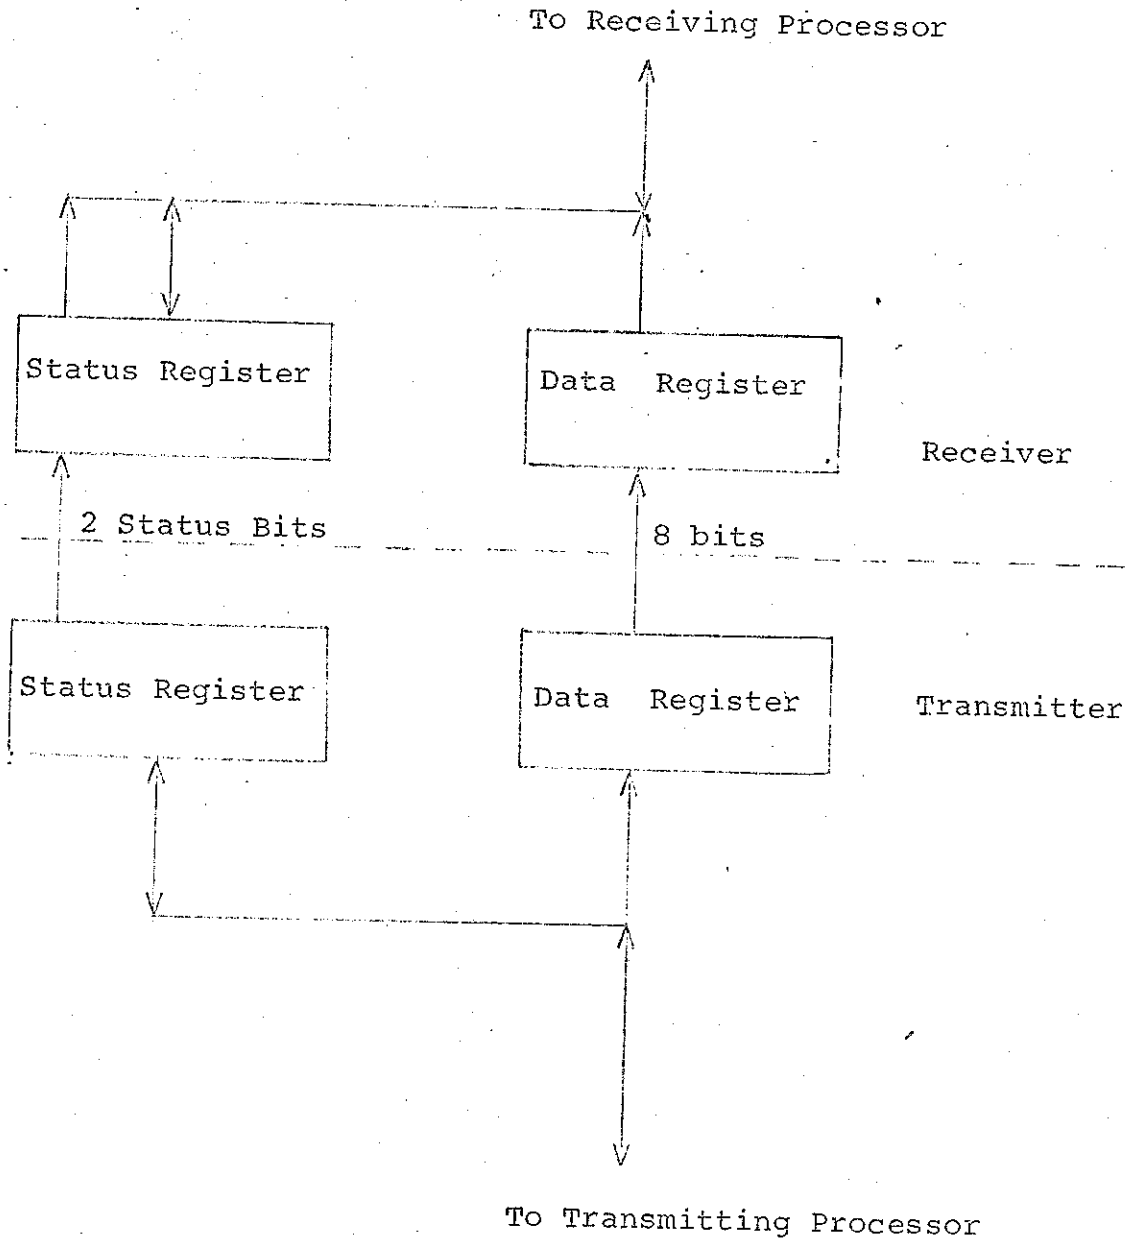 To Receiving Processor
Status Register
Data Register
Receiver
2 Status Bits
8 bits
Status Register
Data Register
Transmitter
To Transmitting Processor